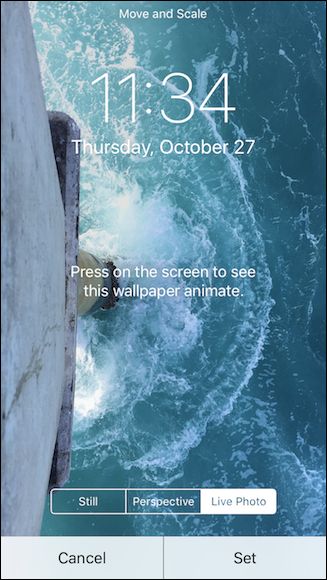 Move and Scale
11:34
Thursday, October 27
Press on the screen to see
this wallpaper animate.
Still Perspective Live Photo
Cancel Set